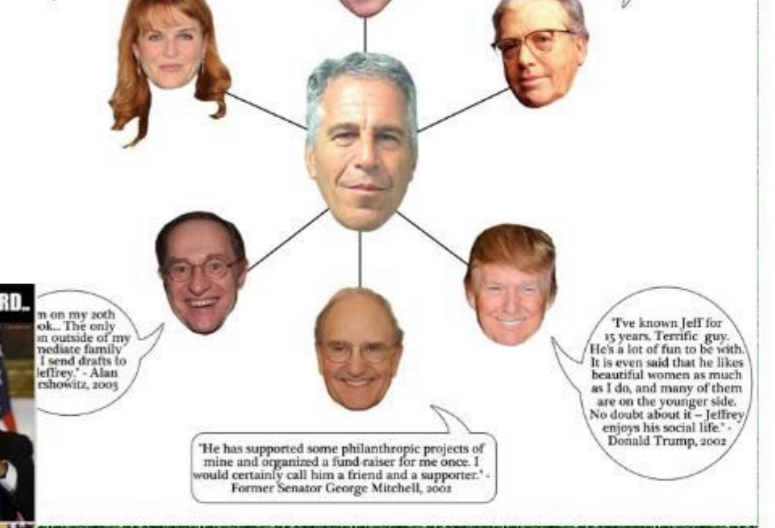 RD...
m on my 20th
ok... The only
n outside of my
mediate family
I send drafts to
Jeffrey." - Alan
rshowitz, 2003
"I've known Jeff for
15 years. Terrific guy.
He's a lot of fun to be with.
It is even said that he likes
beautiful women as much
as I do, and many of them
are on the younger side.
No doubt about it – Jeffrey
enjoys his social life." -
Donald Trump, 2002
"He has supported some philanthropic projects of
mine and organized a fund-raiser for me once. I
would certainly call him a friend and a supporter." -
Former Senator George Mitchell, 2002